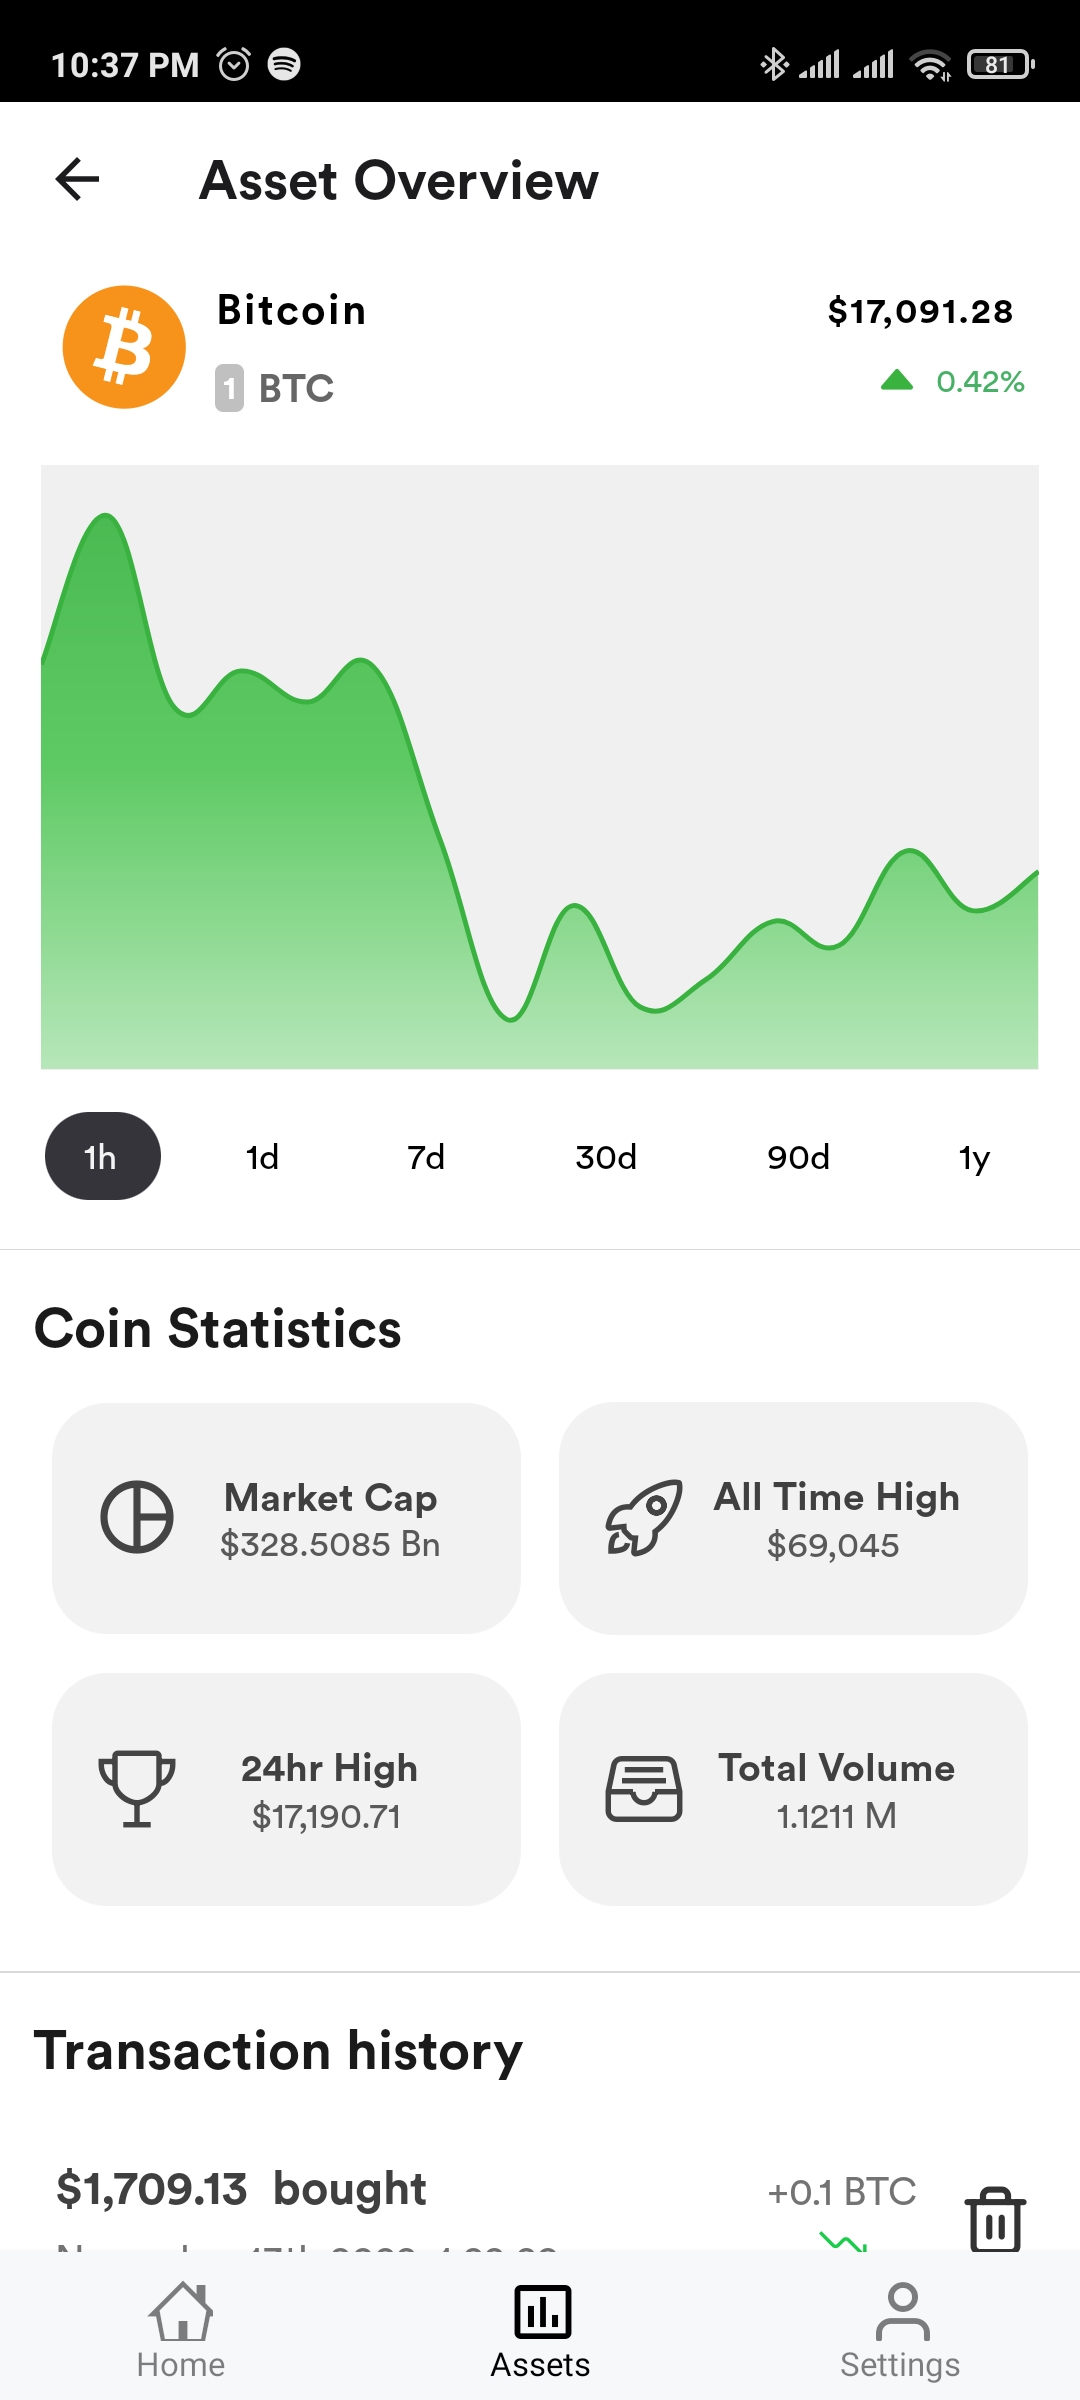 10:37 PM 81
Asset Overview
Bitcoin $17,091.28
1 BTC 0.42%
1h 1d 7d 30d 90d 1y
Coin Statistics
Market Cap
$328.5085 Bn
All Time High
$69,045
24hr High
$17,190.71
Total Volume
1.1211 M
Transaction history
$1,709.13 bought +0.1 BTC
Home Assets Settings